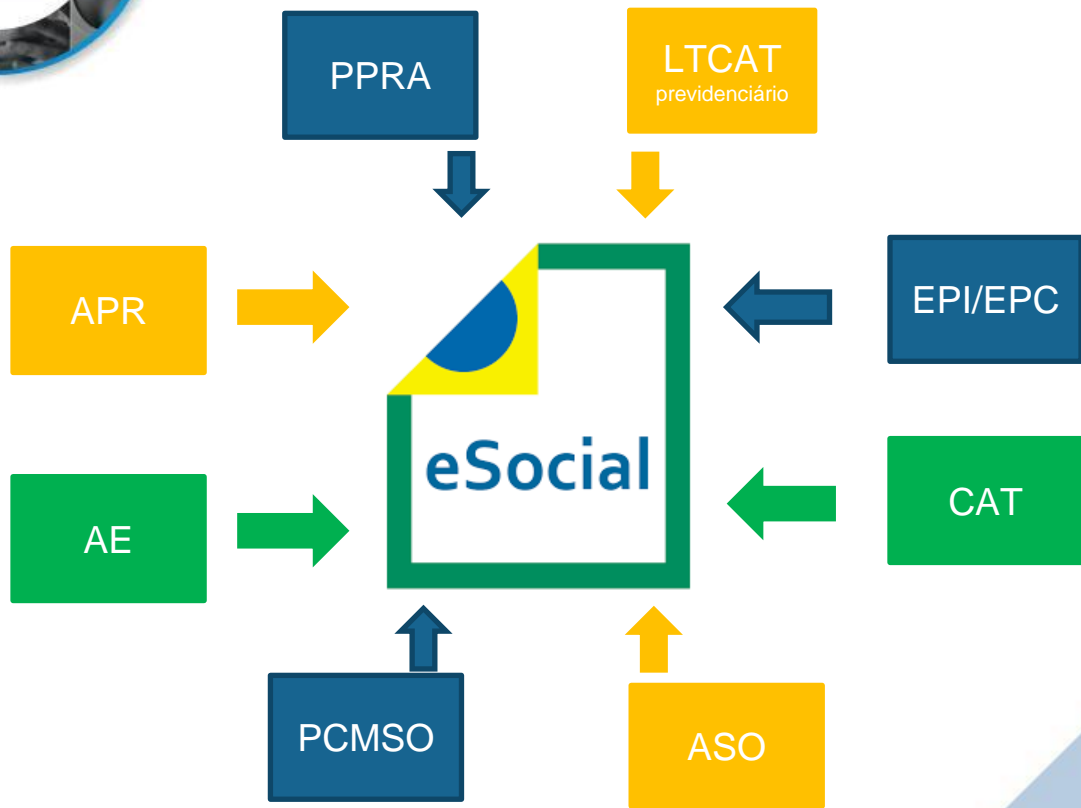 PPRA
LTCAT
previdenciário
APR
EPI/EPC
eSocial
AE
CAT
PCMSO
ASO